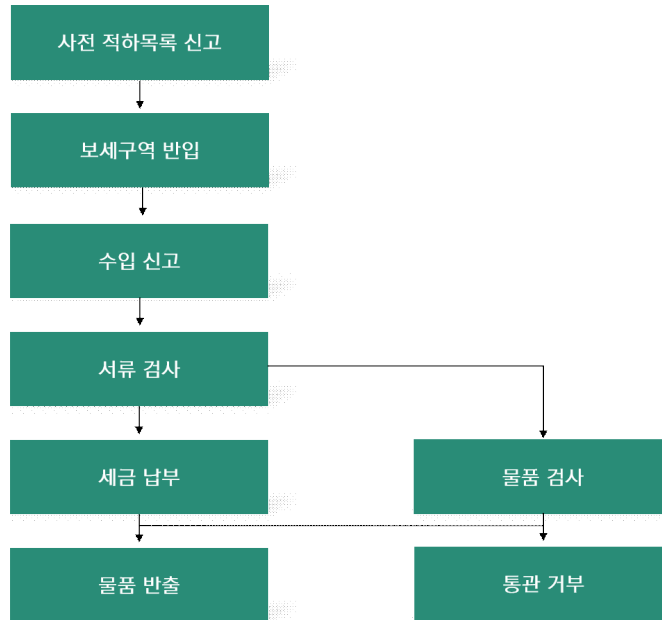 사전 적하목록 신고
보세구역 반입
수입 신고
서류 검사
세금 납부
물품 검사
물품 반출
통관 거부